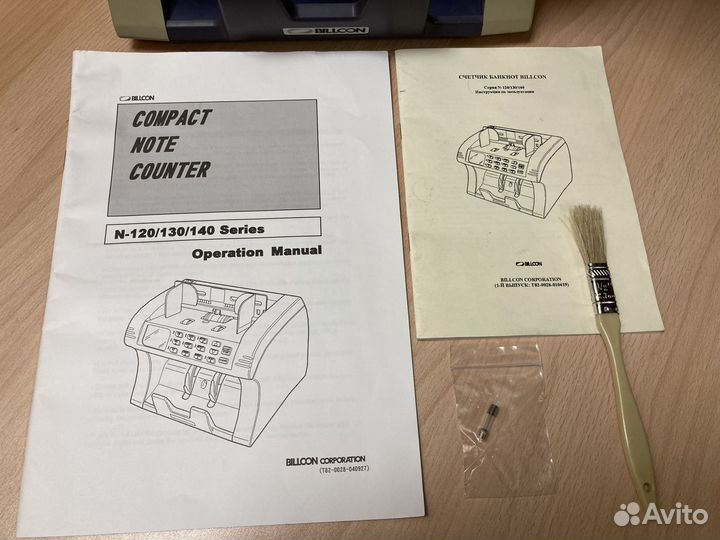 BILLCON
BILLCON
COMPACT
NOTE
COUNTER
N-120/130/140 Series
Operation Manual
BILLCON CORPORATION
(T82-0028-040927)
СЧЕТЧИК БАНКНОТ BILLCON
Серия N-120/130/140
Инструкция по эксплуатации
BILLCON
BILLCON CORPORATION
(1-Й ВЫПУСК: T82-0028-010419)
Avito